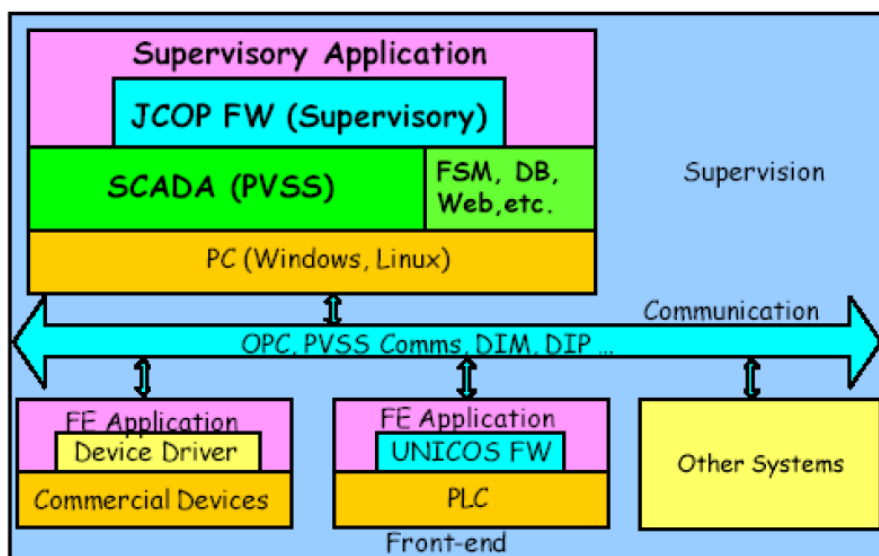 Supervisory Application
JCOP FW (Supervisory)
SCADA (PVSS)
FSM, DB,
Web,etc.
Supervision
PC (Windows, Linux)
Communication
OPC, PVSS Comms, DIM, DIP ...
FE Application
Device Driver
Commercial Devices
FE Application
UNICOS FW
PLC
Other Systems
Front-end